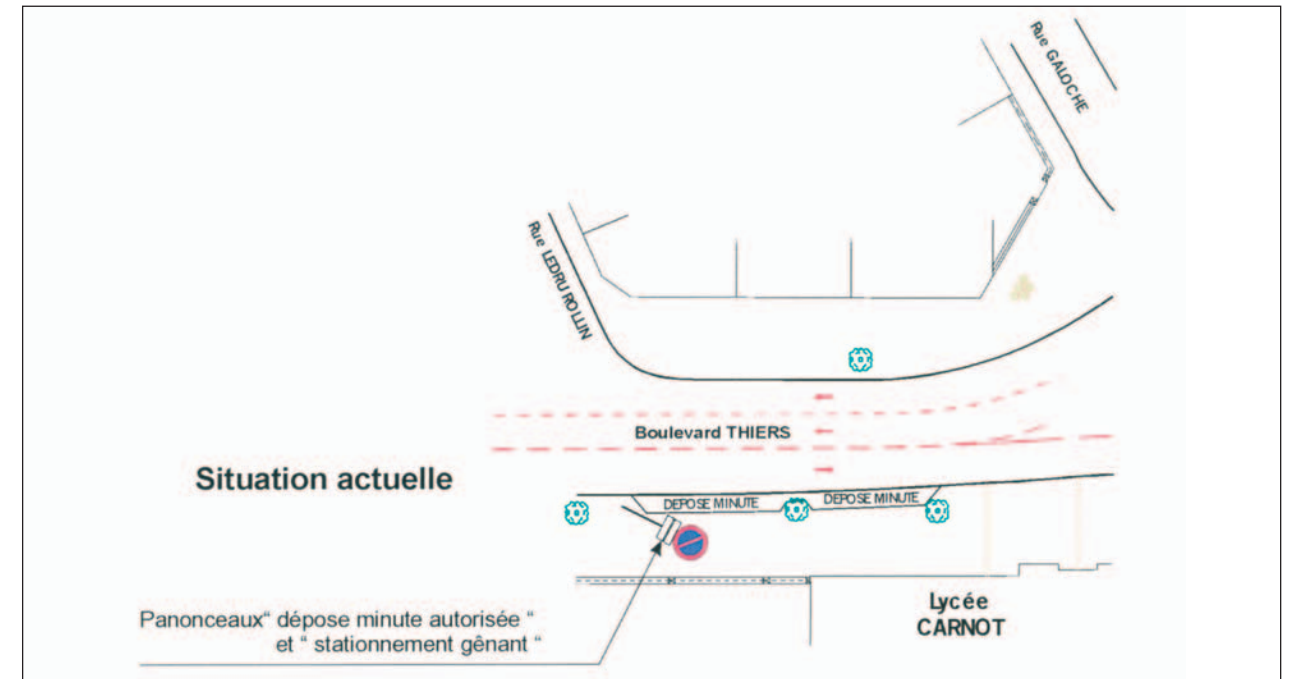 Rue GALOCHE
Rue LEDRU ROLLIN
Boulevard THIERS
Situation actuelle
DEPOSE MINUTE
DEPOSE MINUTE
Panonceaux“ dépose minute autorisée “
et “ stationnement gênant “
Lycée
CARNOT